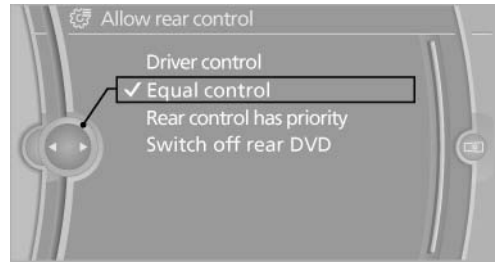 Allow rear control
Driver control
Equal control
Rear control has priority
Switch off rear DVD